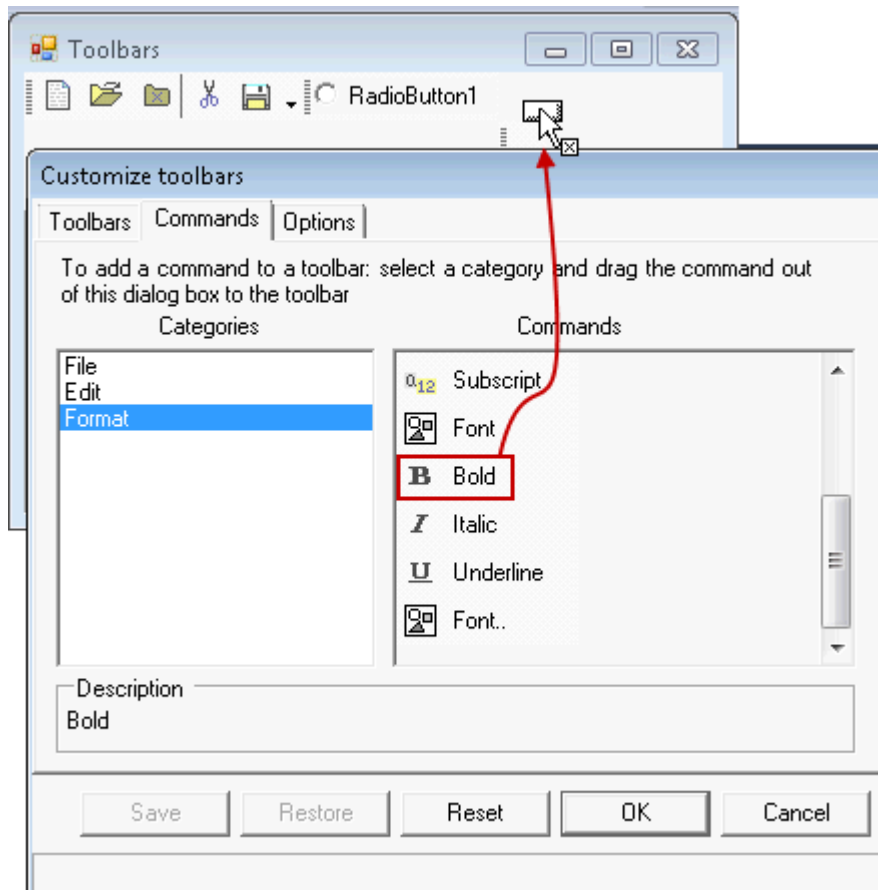 Toolbars
RadioButton1
Customize toolbars
Toolbars Commands Options
To add a command to a toolbar: select a category and drag the command out
of this dialog box to the toolbar
Categories Commands
File
Edit
Format
a12 Subscript
Font
B Bold
I Italic
U Underline
Font..
Description
Bold
Save Restore Reset OK Cancel